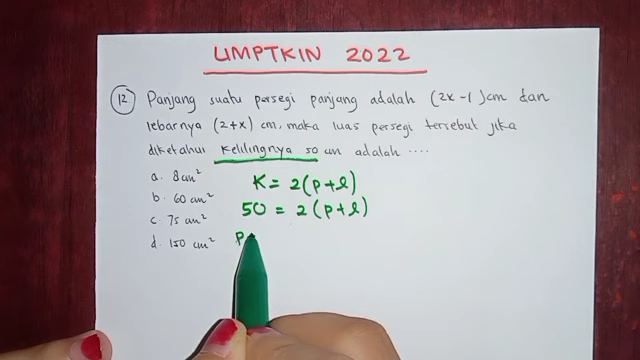 UMPTKIN 2022
12 Panjang suatu persegi panjang adalah (2x-1)cm dan
lebarnya (2+x) cm, maka luas persegi tersebut jika
diketahui kelilingnya 50 cm adalah ....
a. 8 cm²
b. 60 cm²
c. 75 cm²
d. 150 cm²
K = 2(p+l)
50 = 2(p+l)
p